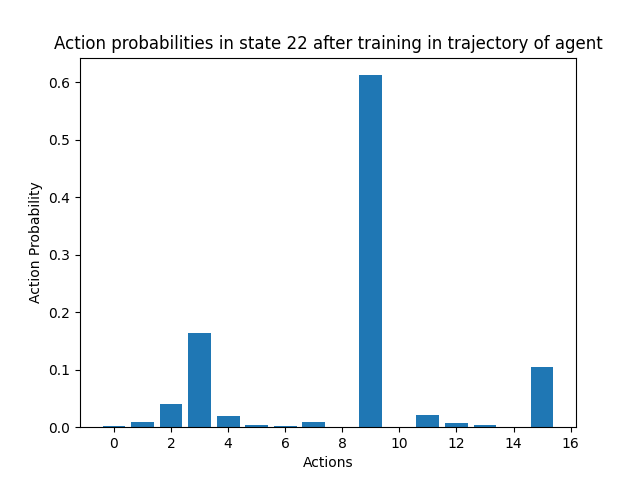 Action probabilities in state 22 after training in trajectory of agent
0.6
0.5
0.4
0.3
0.2
0.1
0.0
Action Probability
0 2 4 6 8 10 12 14 16
Actions